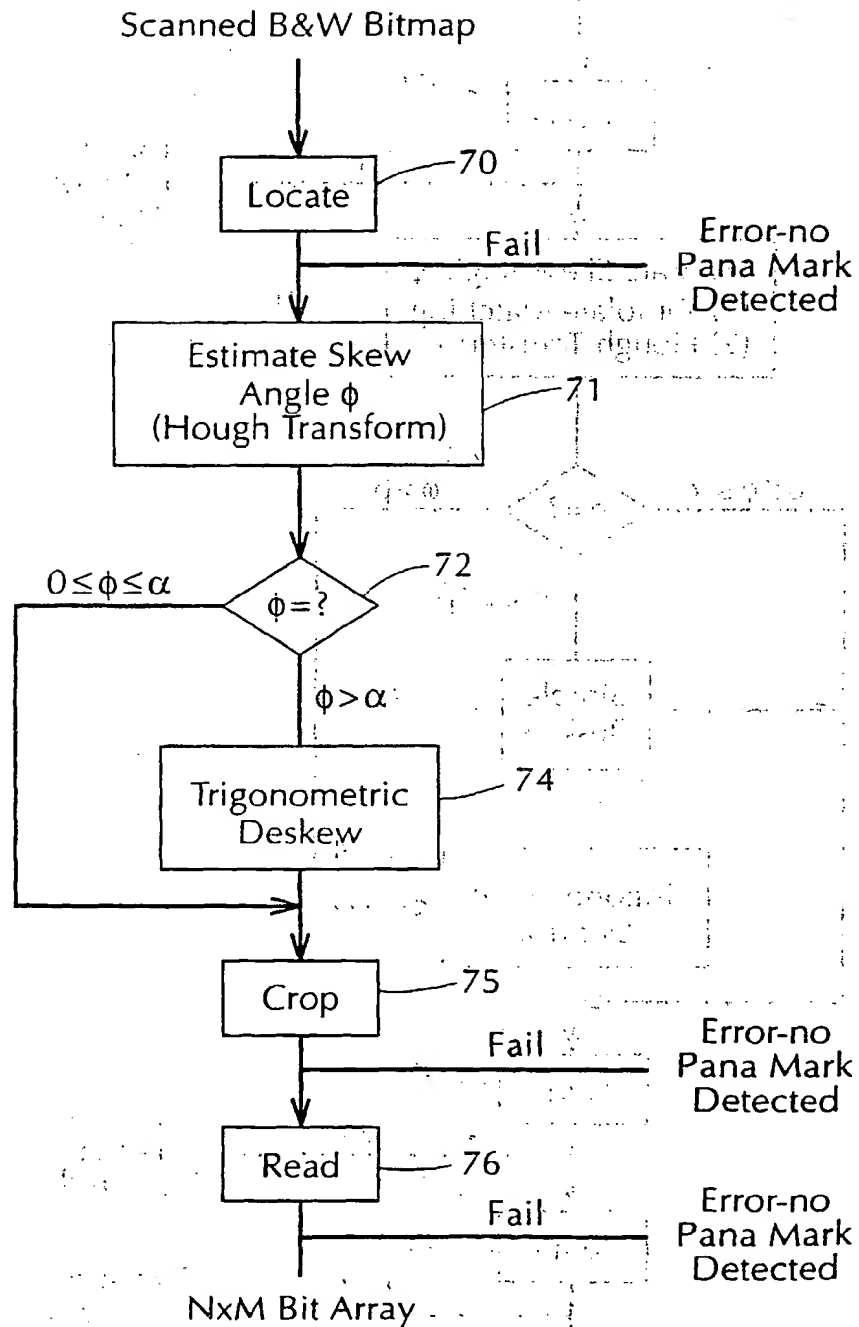 Scanned B&W Bitmap
70
Locate
Fail
Error-no
Pana Mark
Detected
Estimate Skew
Angle ϕ
(Hough Transform)
71
72
0≤ϕ≤α
ϕ=?
ϕ>α
74
Trigonometric
Deskew
75
Crop
Fail
Error-no
Pana Mark
Detected
Read
76
Fail
Error-no
Pana Mark
Detected
NxM Bit Array